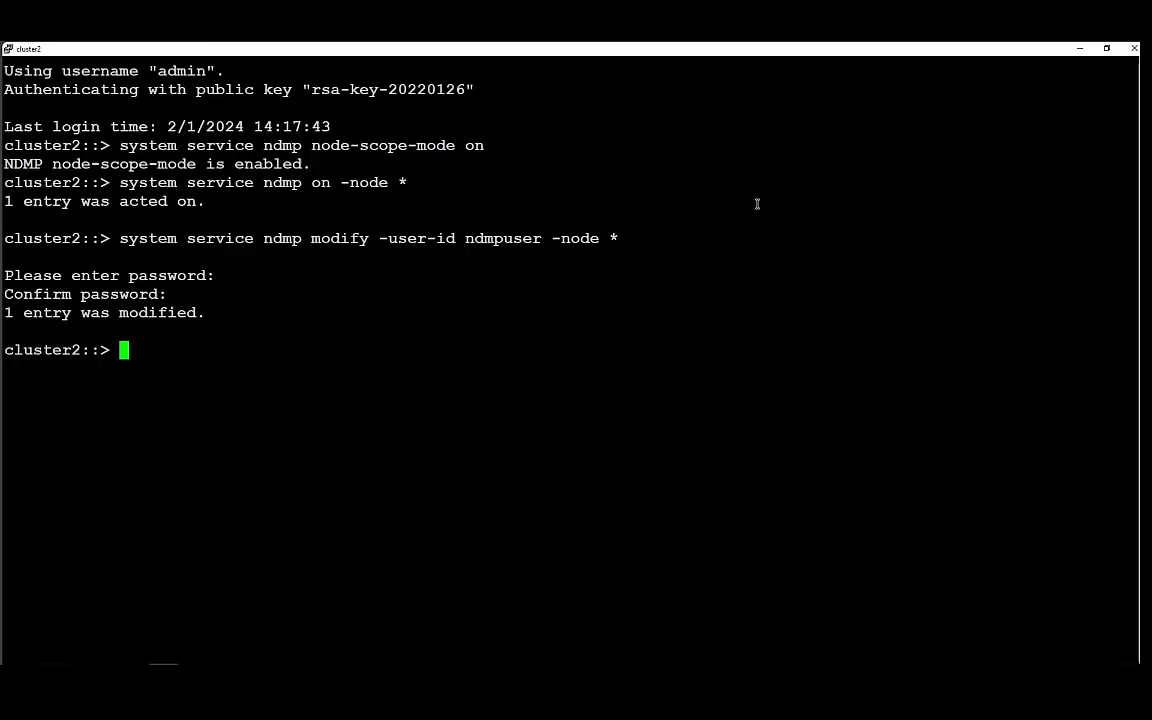 cluster2
Using username "admin".
Authenticating with public key "rsa-key-20220126"
Last login time: 2/1/2024 14:17:43
cluster2::> system service ndmp node-scope-mode on
NDMP node-scope-mode is enabled.
cluster2::> system service ndmp on -node *
1 entry was acted on.
cluster2::> system service ndmp modify -user-id ndmpuser -node *
Please enter password:
Confirm password:
1 entry was modified.
cluster2::>